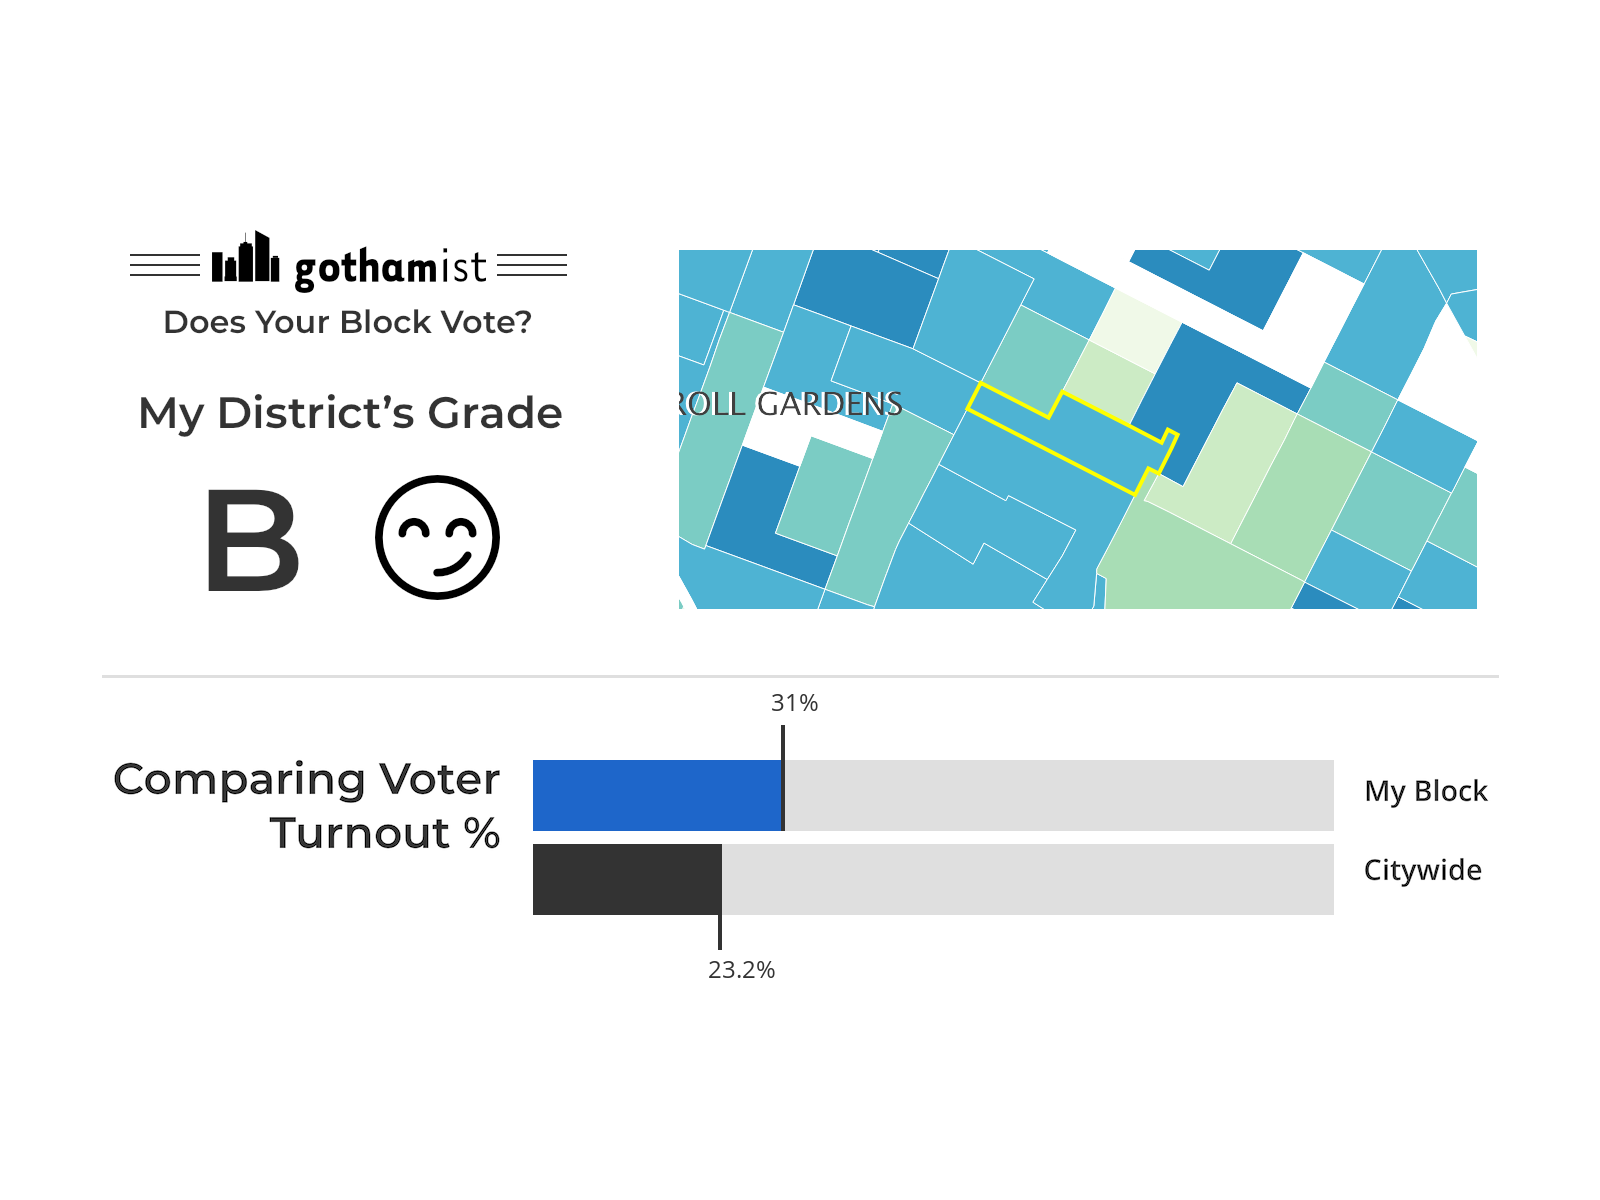 gothamist
Does Your Block Vote?
My District’s Grade
B
ROLL GARDENS
31%
Comparing Voter
Turnout %
My Block
Citywide
23.2%